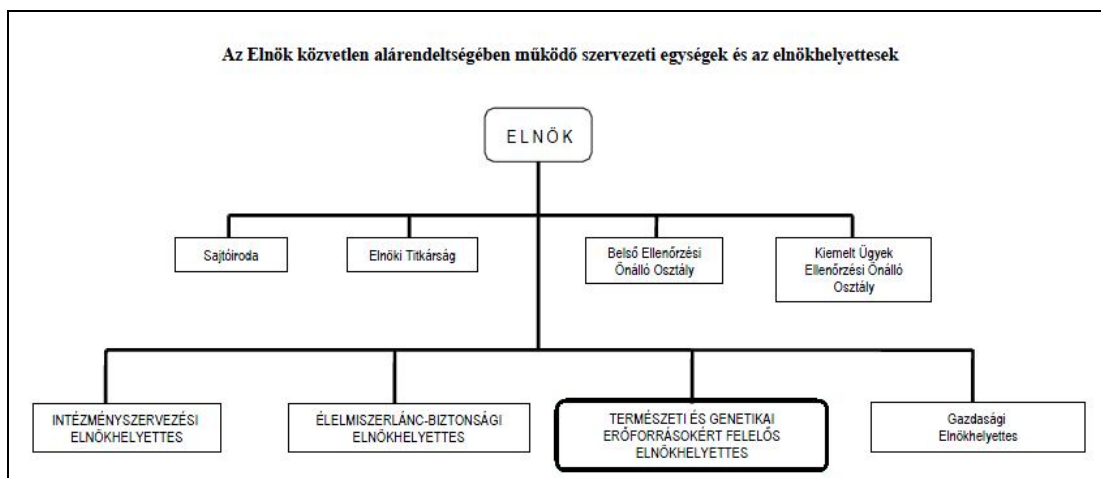 Az Elnök közvetlen alárendeltségében működő szervezeti egységek és az elnökhelyettesek
ELNÖK
Sajtóiroda
Elnöki Titkárság
Belső Ellenőrzési
Önálló Osztály
Kiemelt Ügyek
Ellenőrzési Önálló
Osztály
INTÉZMÉNYSZERVEZÉSI
ELNÖKHELYETTES
ÉLELMISZERLÁNC-BIZTONSÁGI
ELNÖKHELYETTES
TERMÉSZETI ÉS GENETIKAI
ERŐFORRÁSOKÉRT FELELŐS
ELNÖKHELYETTES
Gazdasági
Elnökhelyettes